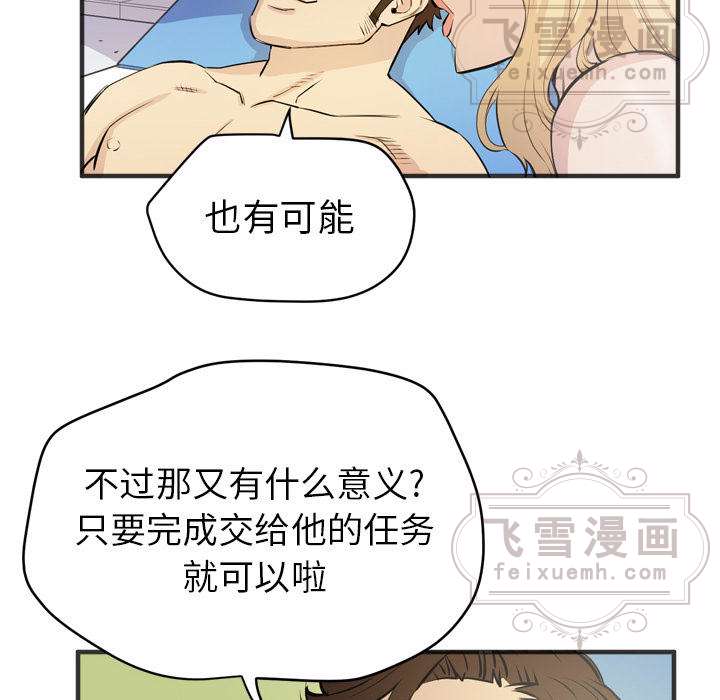 飞雪漫画
feixuemh.com
也有可能
不过那又有什么意义?
只要完成交给他的任务
就可以啦
飞雪漫画
feixuemh.com